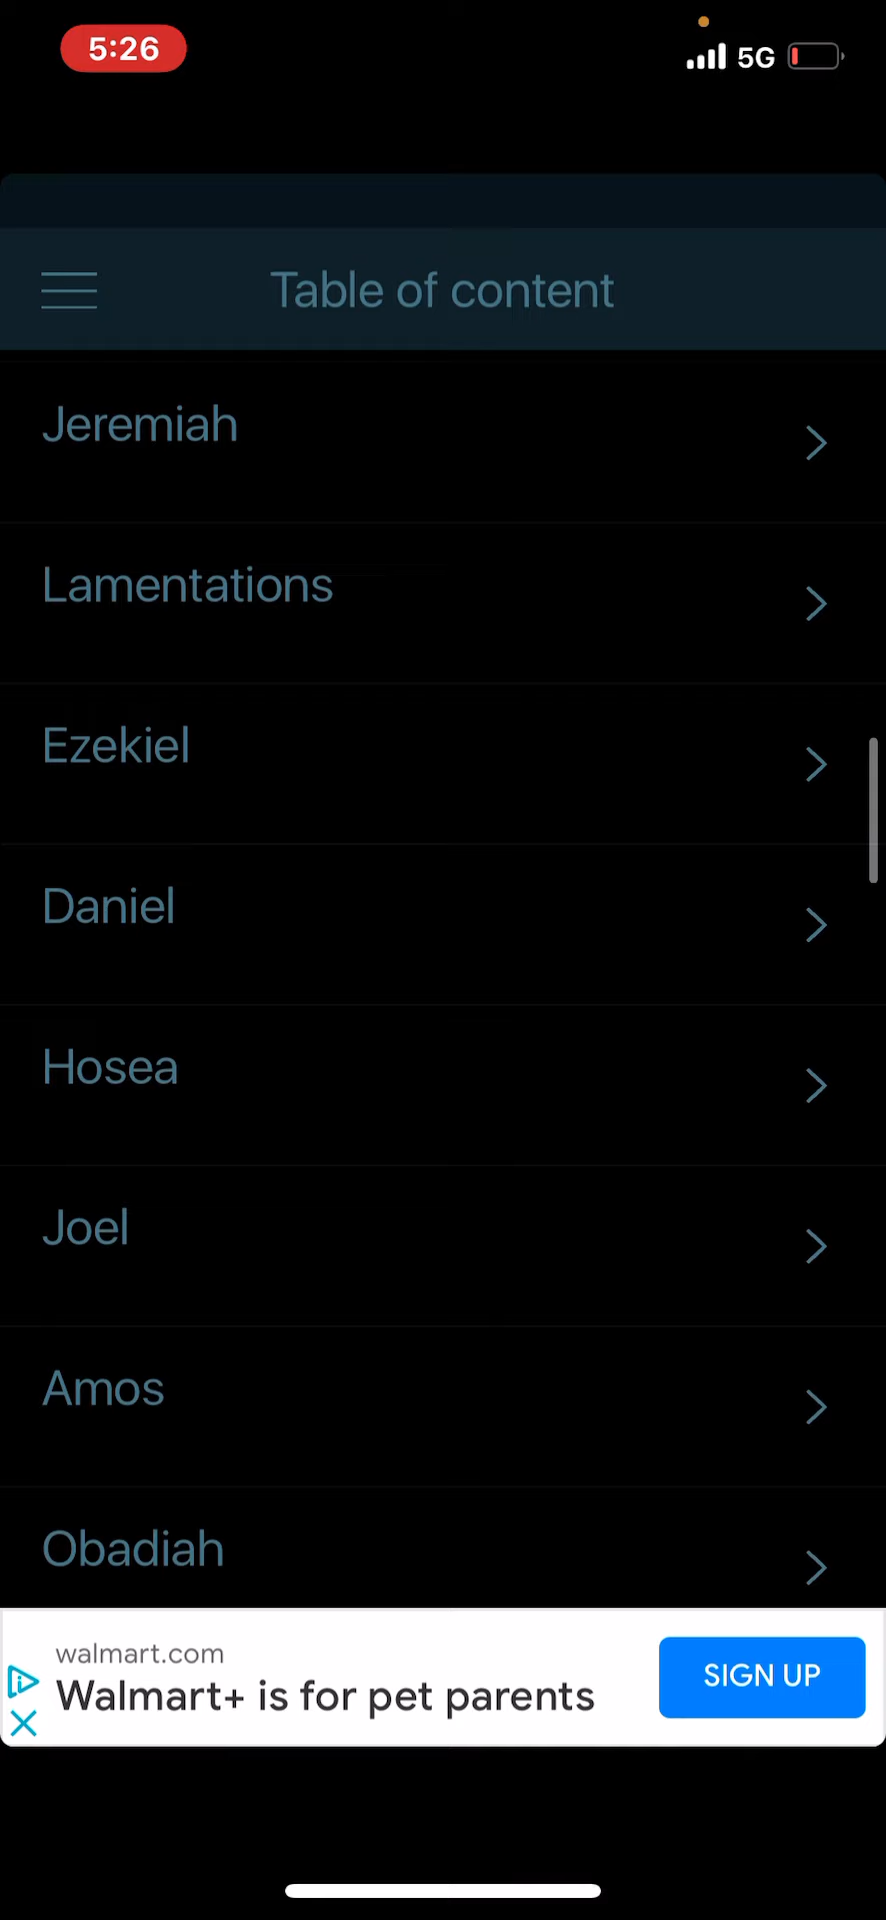 5:26
5G
Table of content
Jeremiah
Lamentations
Ezekiel
Daniel
Hosea
Joel
Amos
Obadiah
walmart.com
Walmart+ is for pet parents
SIGN UP